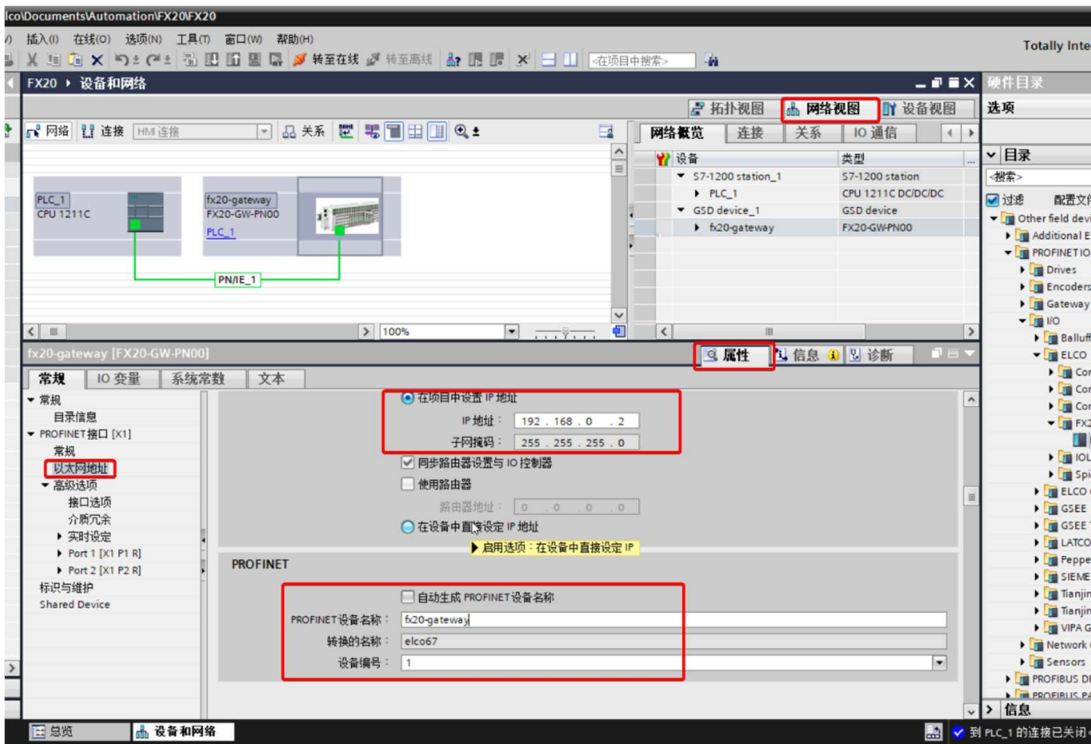 lco\Documents\Automation\FX20\FX20
插入(I) 在线(O) 选项(N) 工具(T) 窗口(W) 帮助(H)
Totally Inte
转至在线 转至离线 <在项目中搜索>
FX20 ▸ 设备和网络
硬件目录
拓扑视图 网络视图 设备视图
选项
网络 连接 HMI 连接 关系
网络概览 连接 关系 IO 通信
目录
设备 类型
<搜索>
S7-1200 station_1 S7-1200 station
过滤 配置文件
PLC_1 CPU 1211C DC/DC/DC
GSD device_1 GSD device
fx20-gateway FX20-GW-PN00
PLC_1
CPU 1211C
fx20-gateway
FX20-GW-PN00
PLC_1
PN/IE_1
100%
Other field devi
Additional E
PROFINET IO
Drives
Encoders
Gateway
I/O
Balluff
ELCO
Cor
Cor
Cor
FX2
IOL
Spi
ELCO
GSEE
GSEE
LATCO
Peppe
SIEME
Tianjin
Tianjin
VIPA G
Network
Sensors
PROFIBUS DI
PROFIBUS PA
信息
fx20-gateway [FX20-GW-PN00]
属性 信息 诊断
常规 IO 变量 系统常数 文本
常规
目录信息
PROFINET接口 [X1]
常规
以太网地址
高级选项
接口选项
介质冗余
实时设定
Port 1 [X1 P1 R]
Port 2 [X1 P2 R]
标识与维护
Shared Device
在项目中设置 IP 地址
IP 地址： 192 . 168 . 0 . 2
子网掩码： 255 . 255 . 255 . 0
同步路由器设置与 IO 控制器
使用路由器
路由器地址： 0 . 0 . 0 . 0
在设备中直接设定 IP 地址
启用选项：在设备中直接设定 IP
PROFINET
自动生成 PROFINET 设备名称
PROFINET 设备名称： fx20-gateway
转换的名称： elco67
设备编号： 1
总览 设备和网络
到 PLC_1 的连接已关闭